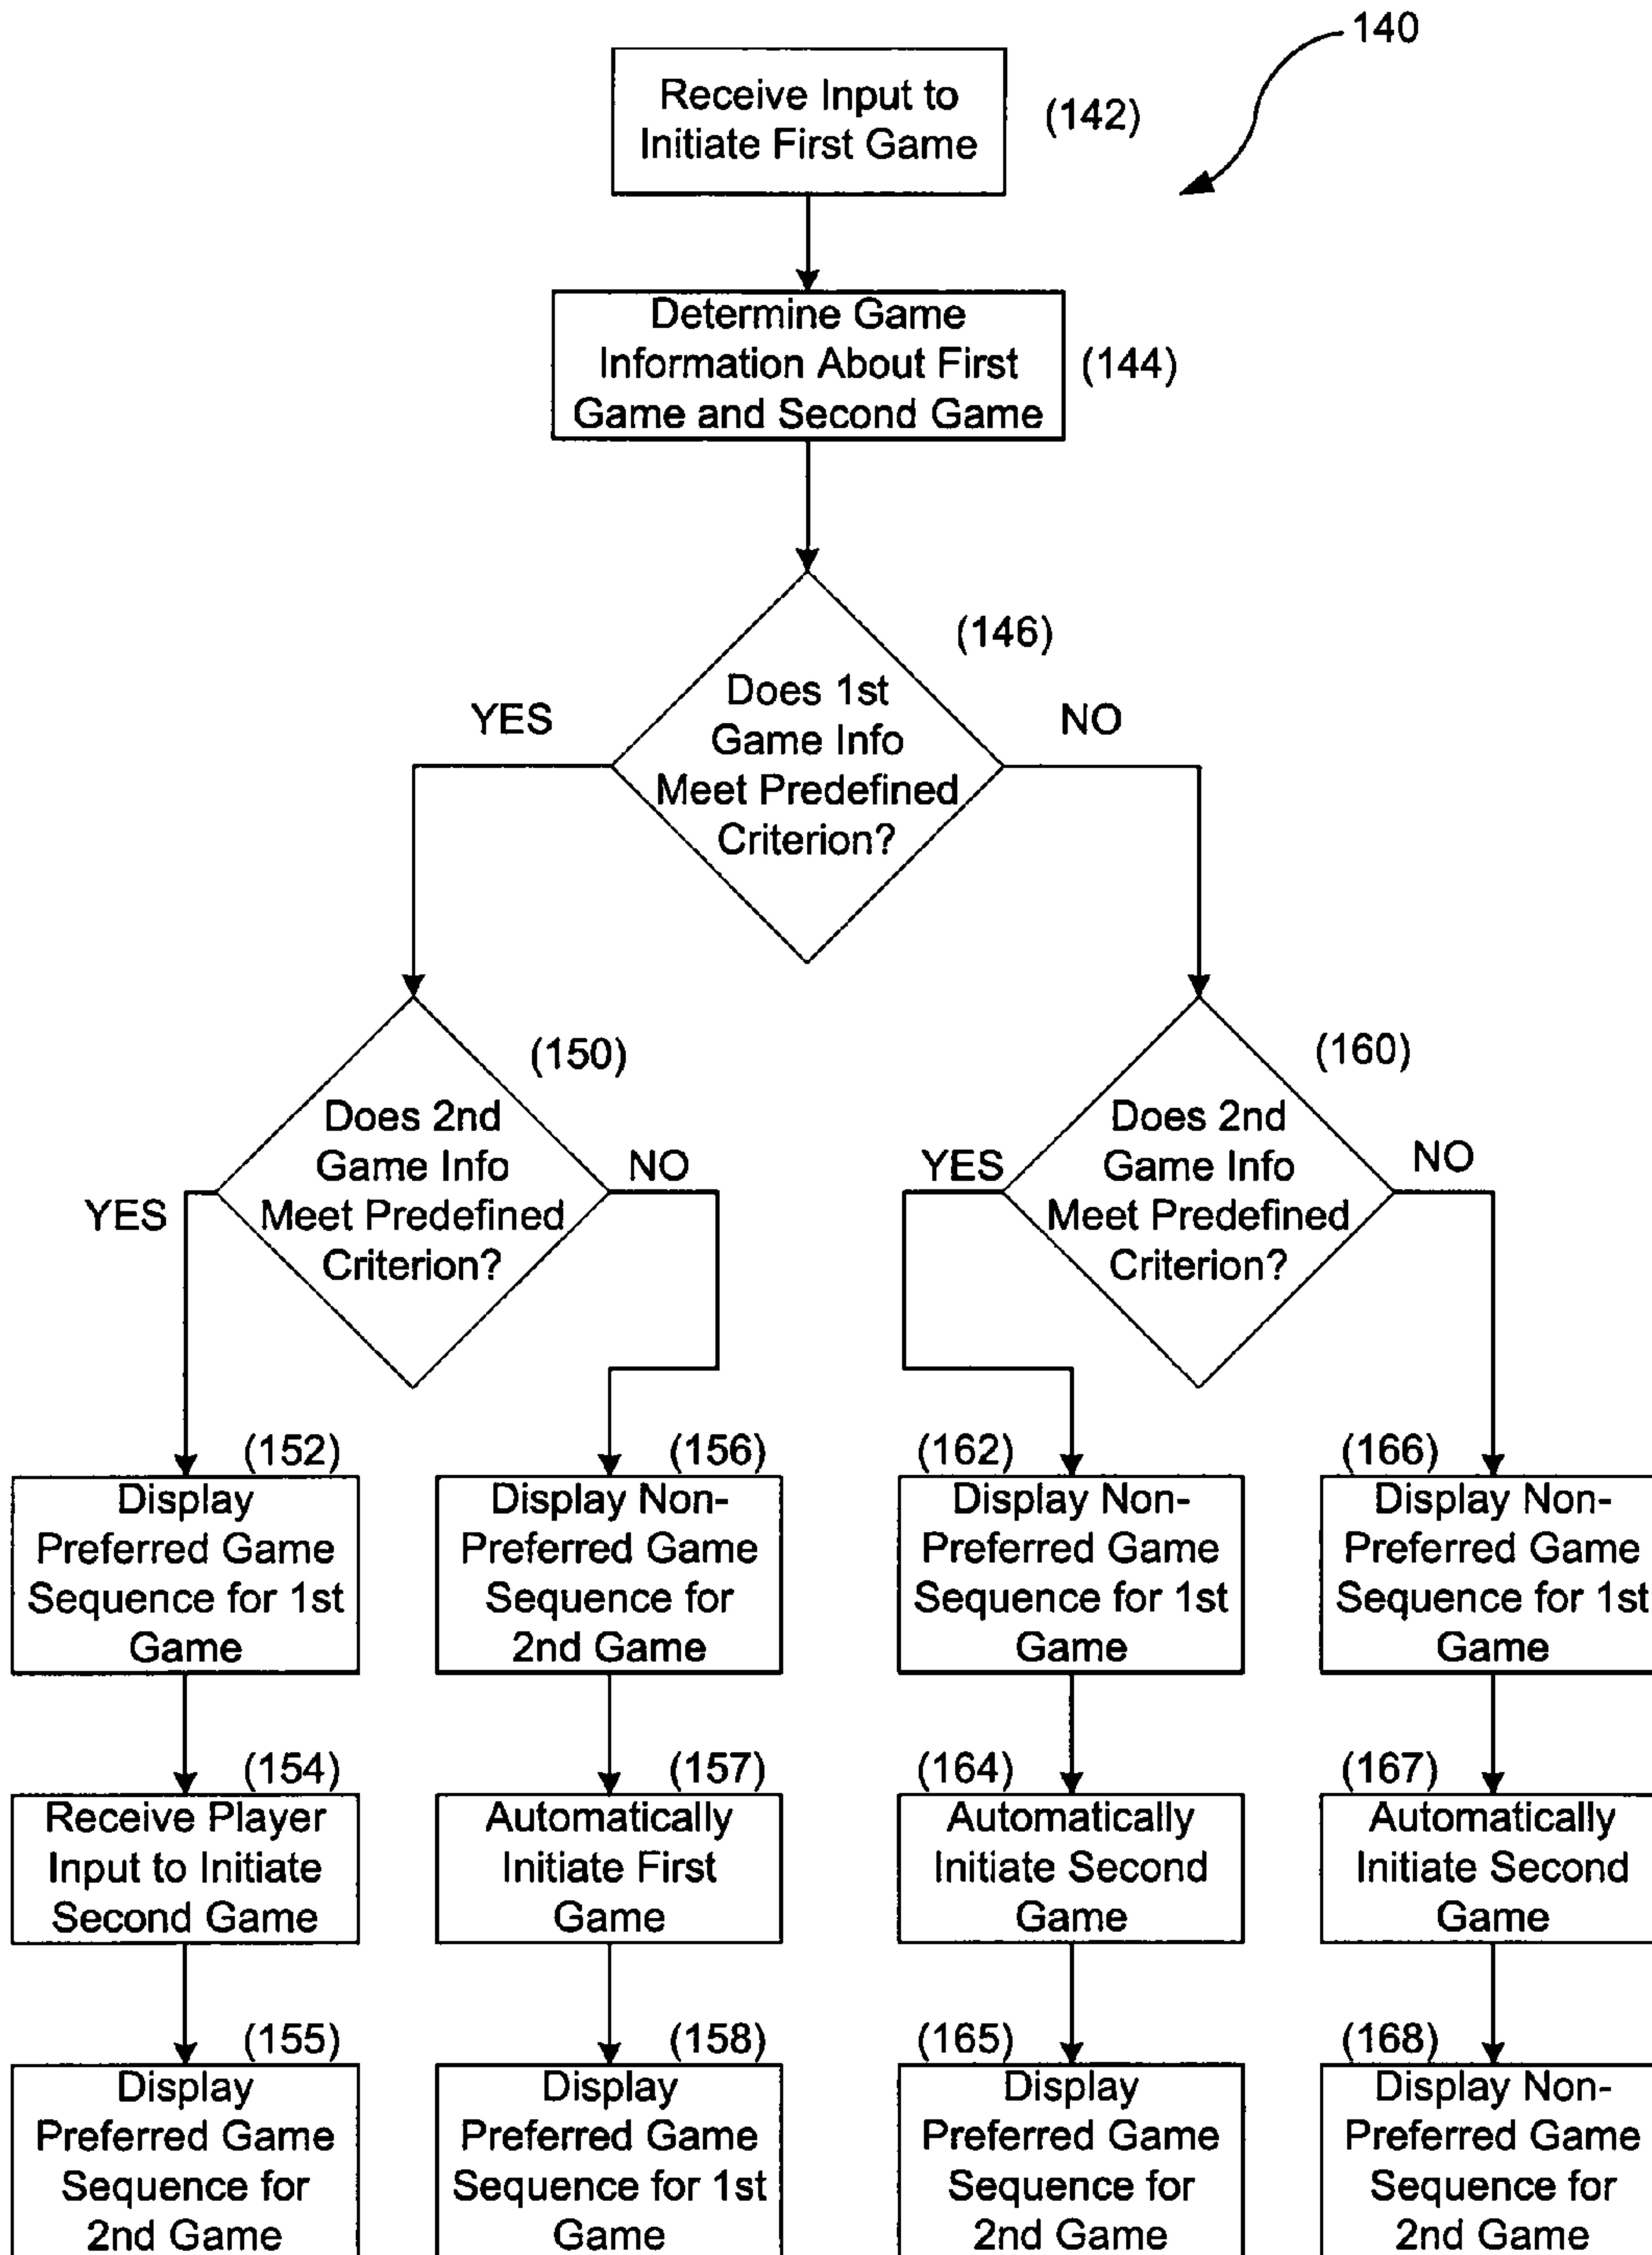 140
Receive Input to
Initiate First Game
(142)
Determine Game
Information About First
Game and Second Game
(144)
(146)
Does 1st
Game Info
Meet Predefined
Criterion?
YES
NO
(150)
Does 2nd
Game Info
Meet Predefined
Criterion?
YES
NO
(160)
Does 2nd
Game Info
Meet Predefined
Criterion?
YES
NO
(152)
Display
Preferred Game
Sequence for 1st
Game
(156)
Display Non-
Preferred Game
Sequence for
2nd Game
(162)
Display Non-
Preferred Game
Sequence for 1st
Game
(166)
Display Non-
Preferred Game
Sequence for 1st
Game
(154)
Receive Player
Input to Initiate
Second Game
(157)
Automatically
Initiate First
Game
(164)
Automatically
Initiate Second
Game
(167)
Automatically
Initiate Second
Game
(155)
Display
Preferred Game
Sequence for
2nd Game
(158)
Display
Preferred Game
Sequence for 1st
Game
(165)
Display
Preferred Game
Sequence for
2nd Game
(168)
Display Non-
Preferred Game
Sequence for
2nd Game